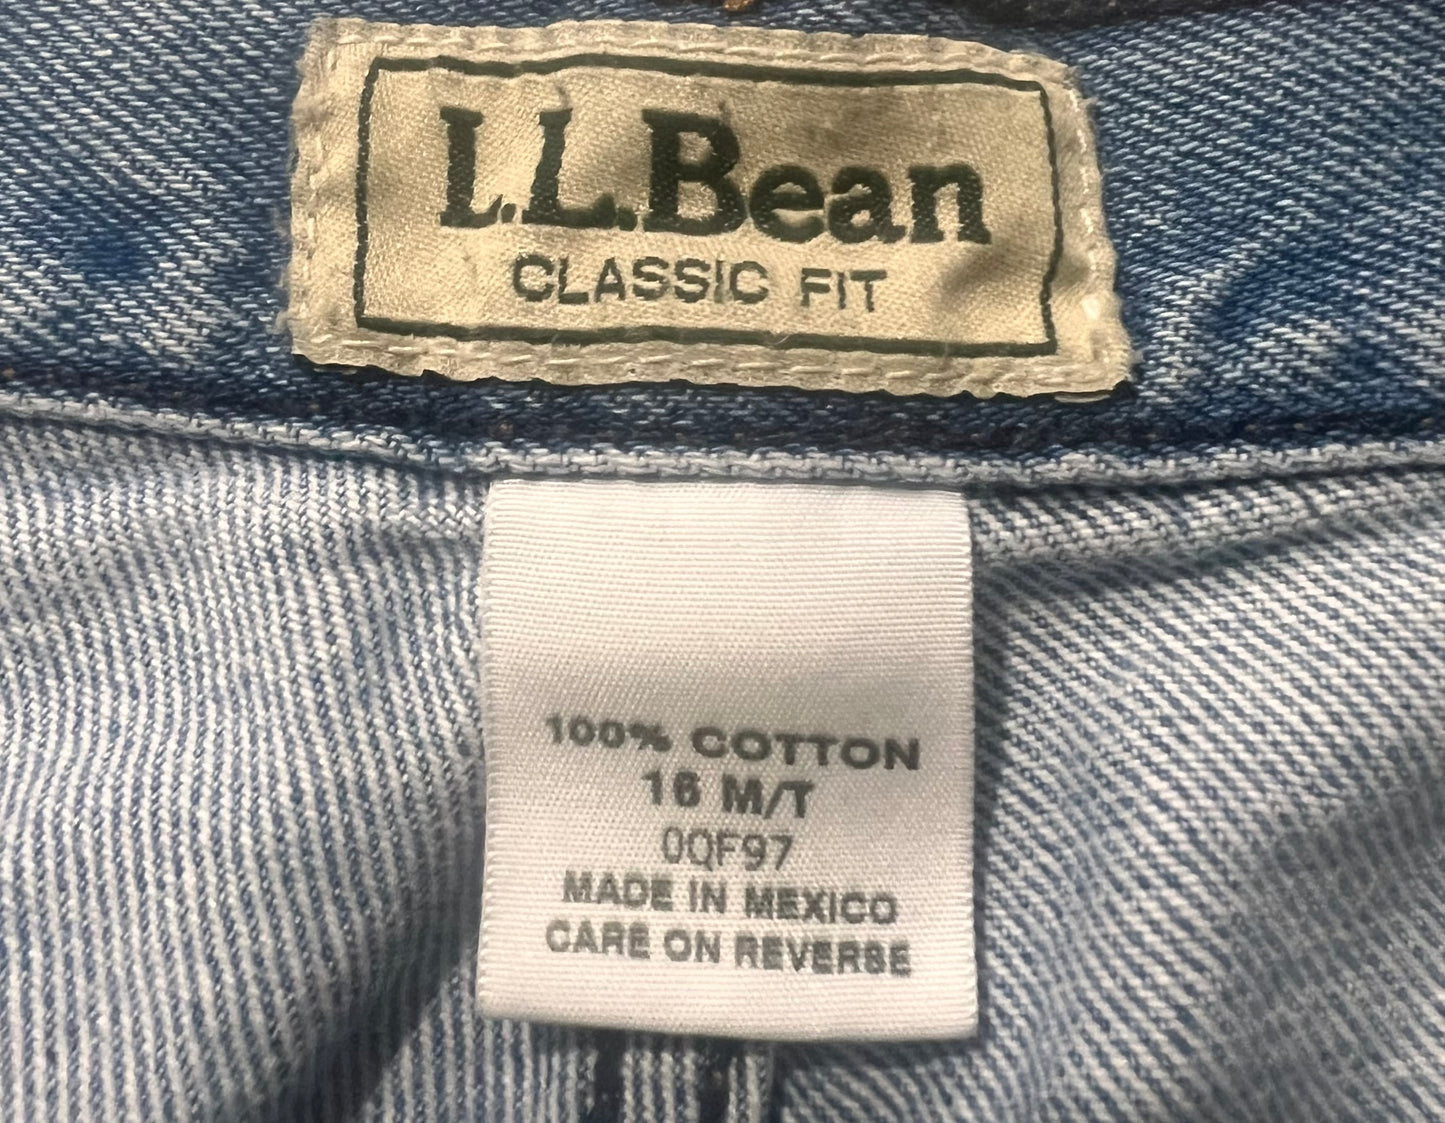 L.L.Bean
CLASSIC FIT
100% COTTON
16 M/T
0QF97
MADE IN MEXICO
CARE ON REVERSE